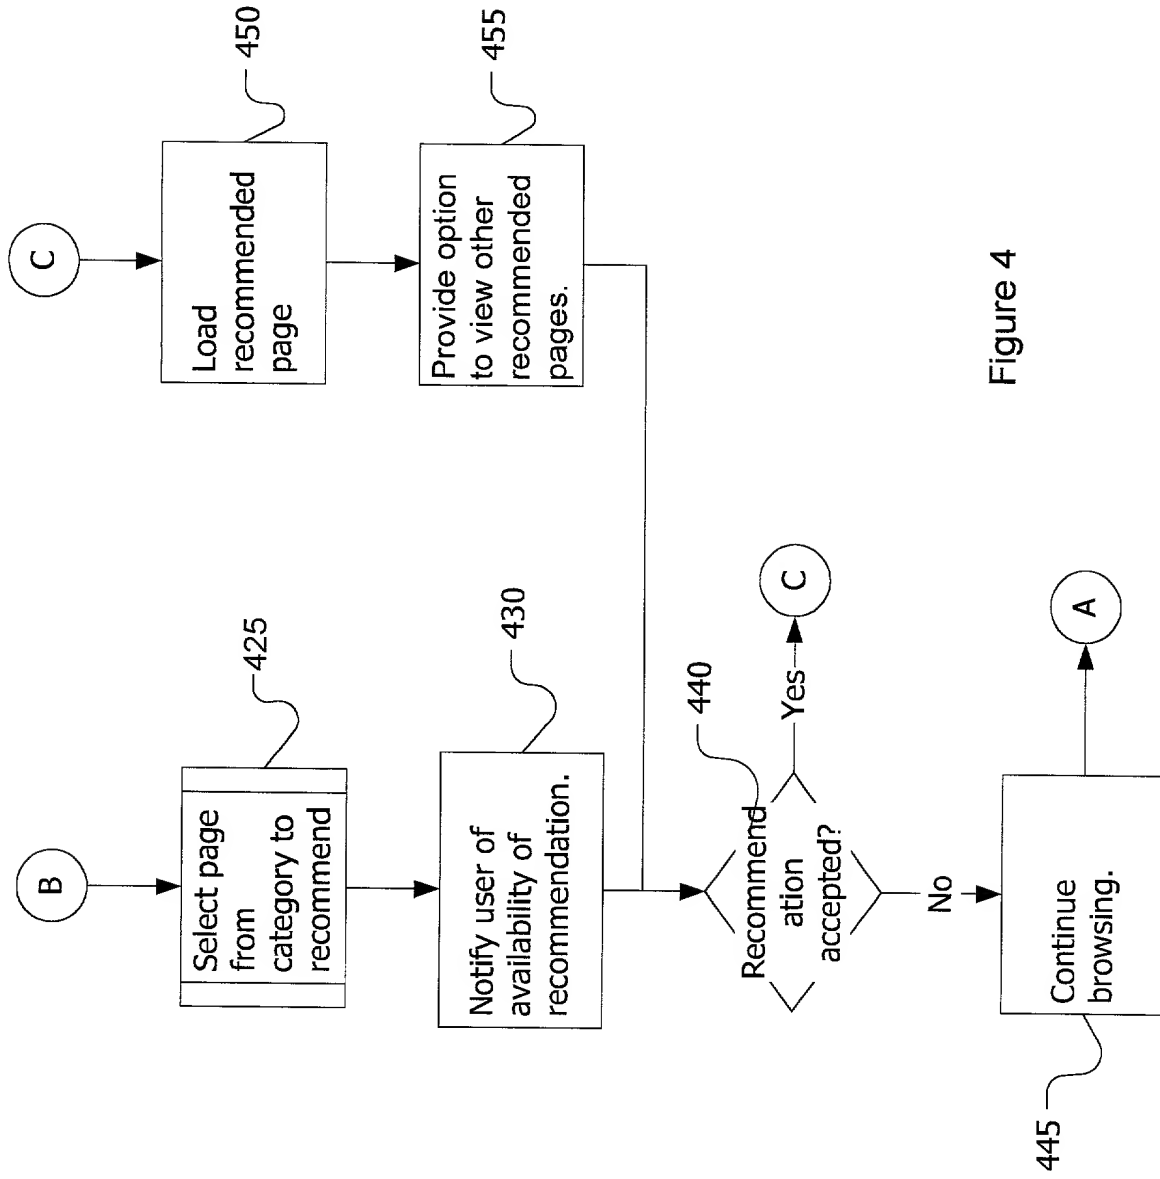 B
Select page
from
category to
recommend
425
Notify user of
availability of
recommendation.
430
Recommend
ation
accepted?
440
Yes
C
No
Continue
browsing.
445
A
C
Load
recommended
page
450
Provide option
to view other
recommended
pages.
455
Figure 4